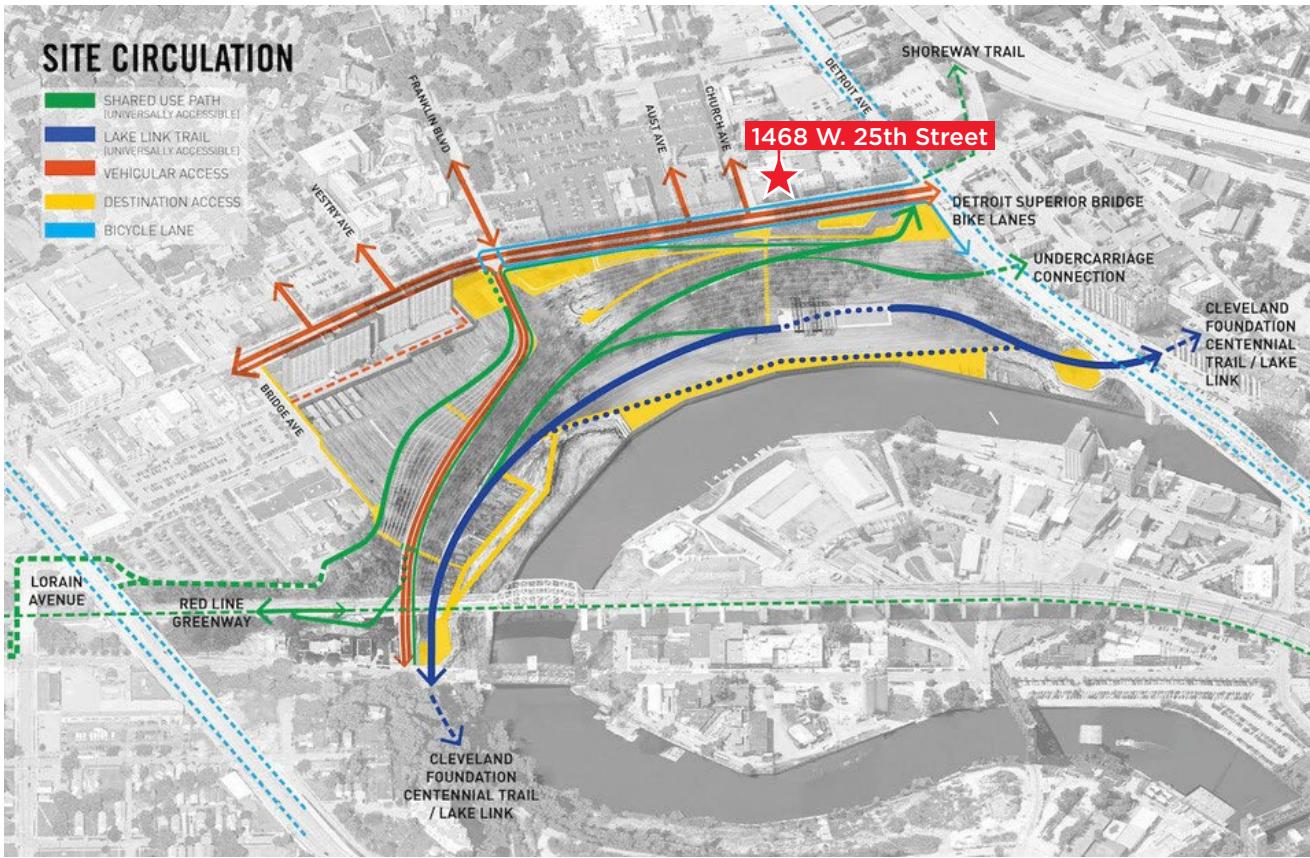 SITE CIRCULATION
SHARED USE PATH
[UNIVERSALLY ACCESSIBLE]
LAKE LINK TRAIL
[UNIVERSALLY ACCESSIBLE]
VEHICULAR ACCESS
DESTINATION ACCESS
BICYCLE LANE
FRANKLIN BLVD
VESTRY AVE
AUST AVE
CHURCH AVE
1468 W. 25th Street
DETROIT AVE
SHOREWAY TRAIL
DETROIT SUPERIOR BRIDGE
BIKE LANES
UNDERCARRIAGE
CONNECTION
CLEVELAND
FOUNDATION
CENTENNIAL
TRAIL / LAKE
LINK
BRIDGE AVE
LORAIN
AVENUE
RED LINE
GREENWAY
CLEVELAND
FOUNDATION
CENTENNIAL TRAIL
/ LAKE LINK